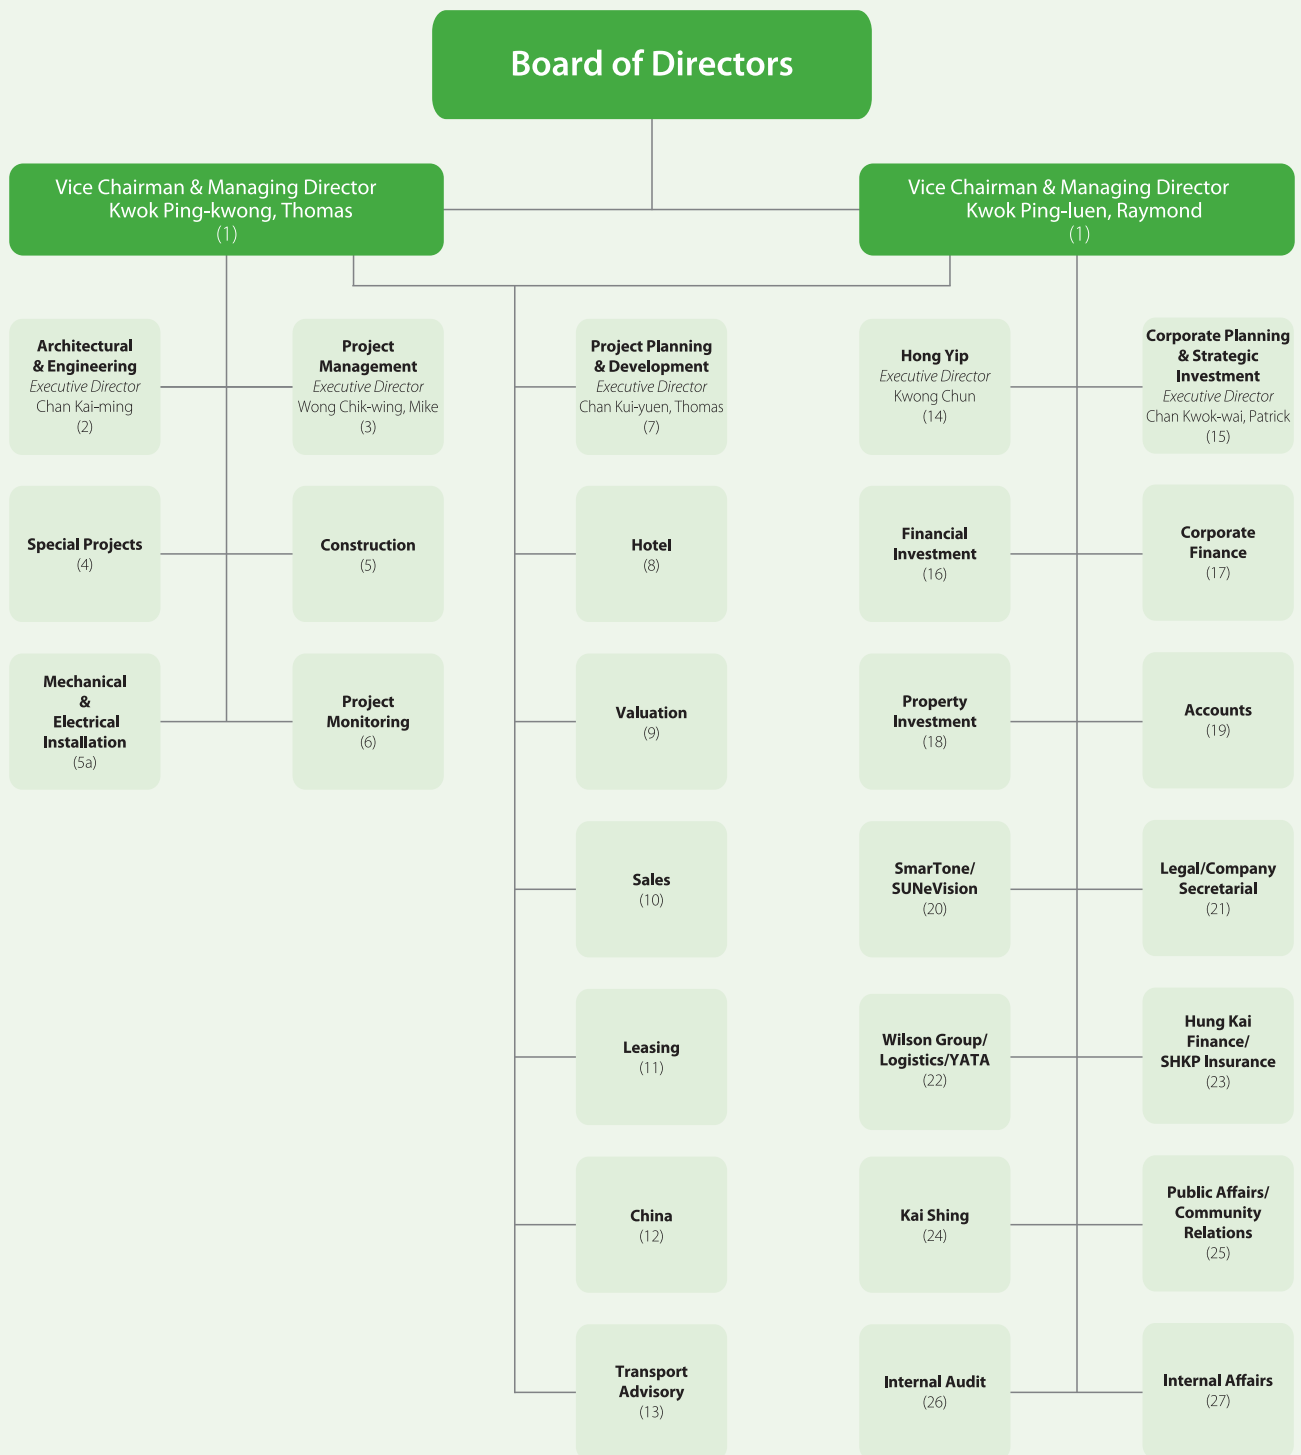 Board of Directors
Vice Chairman & Managing Director
Kwok Ping-kwong, Thomas
(1)
Vice Chairman & Managing Director
Kwok Ping-luen, Raymond
(1)
Architectural
& Engineering
Executive Director
Chan Kai-ming
(2)
Project
Management
Executive Director
Wong Chik-wing, Mike
(3)
Project Planning
& Development
Executive Director
Chan Kui-yuen, Thomas
(7)
Hong Yip
Executive Director
Kwong Chun
(14)
Corporate Planning
& Strategic
Investment
Executive Director
Chan Kwok-wai, Patrick
(15)
Special Projects
(4)
Construction
(5)
Hotel
(8)
Financial
Investment
(16)
Corporate
Finance
(17)
Mechanical
&
Electrical
Installation
(5a)
Project
Monitoring
(6)
Valuation
(9)
Property
Investment
(18)
Accounts
(19)
Sales
(10)
SmarTone/
SUNeVision
(20)
Legal/Company
Secretarial
(21)
Leasing
(11)
Wilson Group/
Logistics/YATA
(22)
Hung Kai
Finance/
SHKP Insurance
(23)
China
(12)
Kai Shing
(24)
Public Affairs/
Community
Relations
(25)
Transport
Advisory
(13)
Internal Audit
(26)
Internal Affairs
(27)